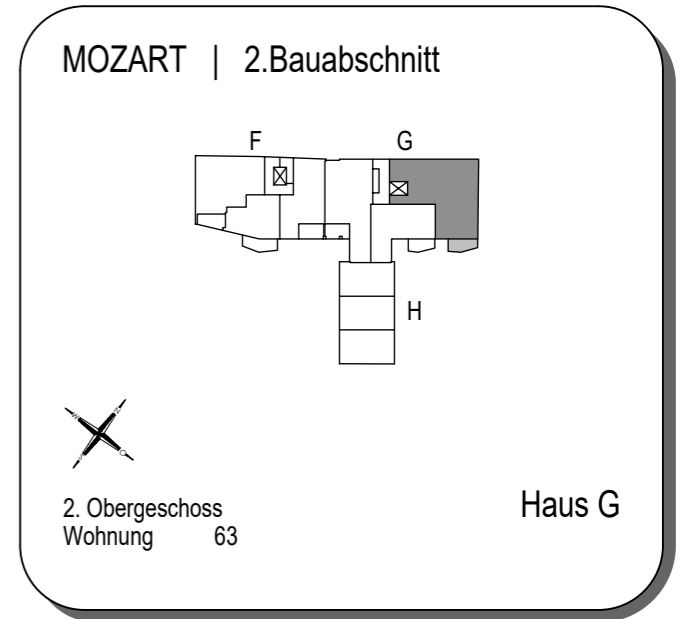 MOZART | 2.Bauabschnitt
F G
H
N
W
O
S
2. Obergeschoss
Haus G
Wohnung 63